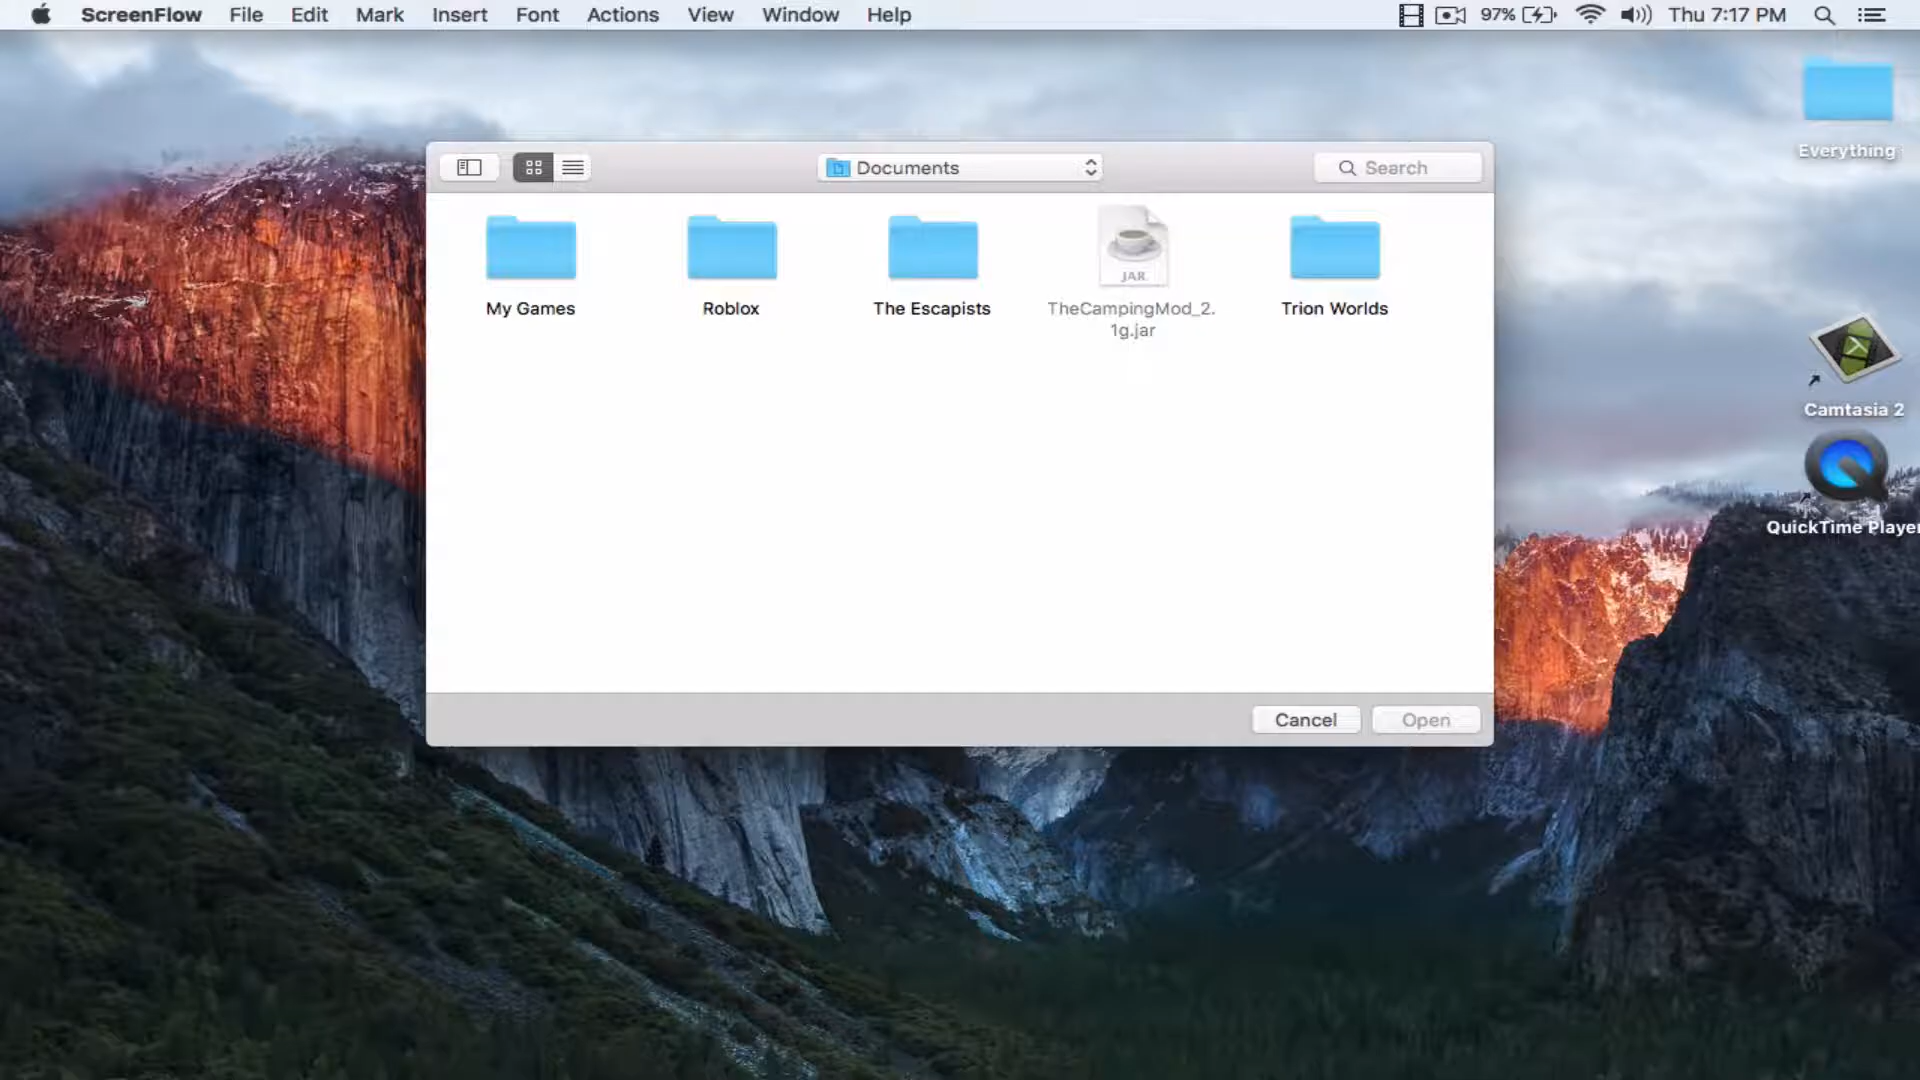 ScreenFlow File Edit Mark Insert Font Actions View Window Help 97% Thu 7:17 PM
Everything
Documents
Search
JAR
My Games
Roblox
The Escapists
TheCampingMod_2.
1g.jar
Trion Worlds
Camtasia 2
QuickTime Player
Cancel
Open